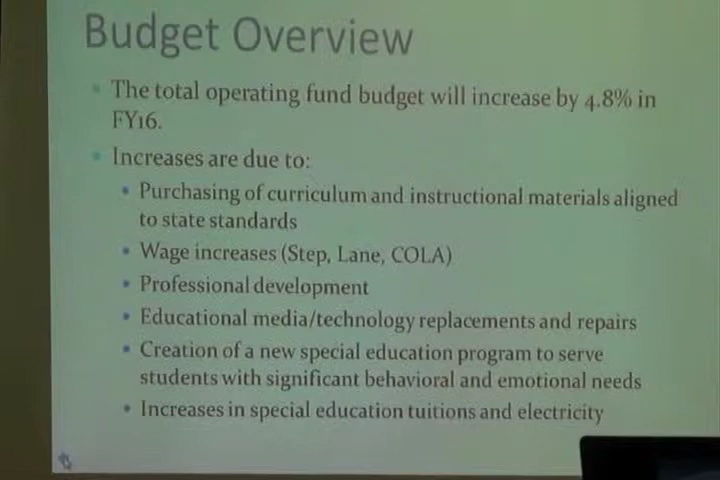 Budget Overview
The total operating fund budget will increase by 4.8% in
FY16.
Increases are due to:
Purchasing of curriculum and instructional materials aligned
to state standards
Wage increases (Step, Lane, COLA)
Professional development
Educational media/technology replacements and repairs
Creation of a new special education program to serve
students with significant behavioral and emotional needs
Increases in special education tuitions and electricity